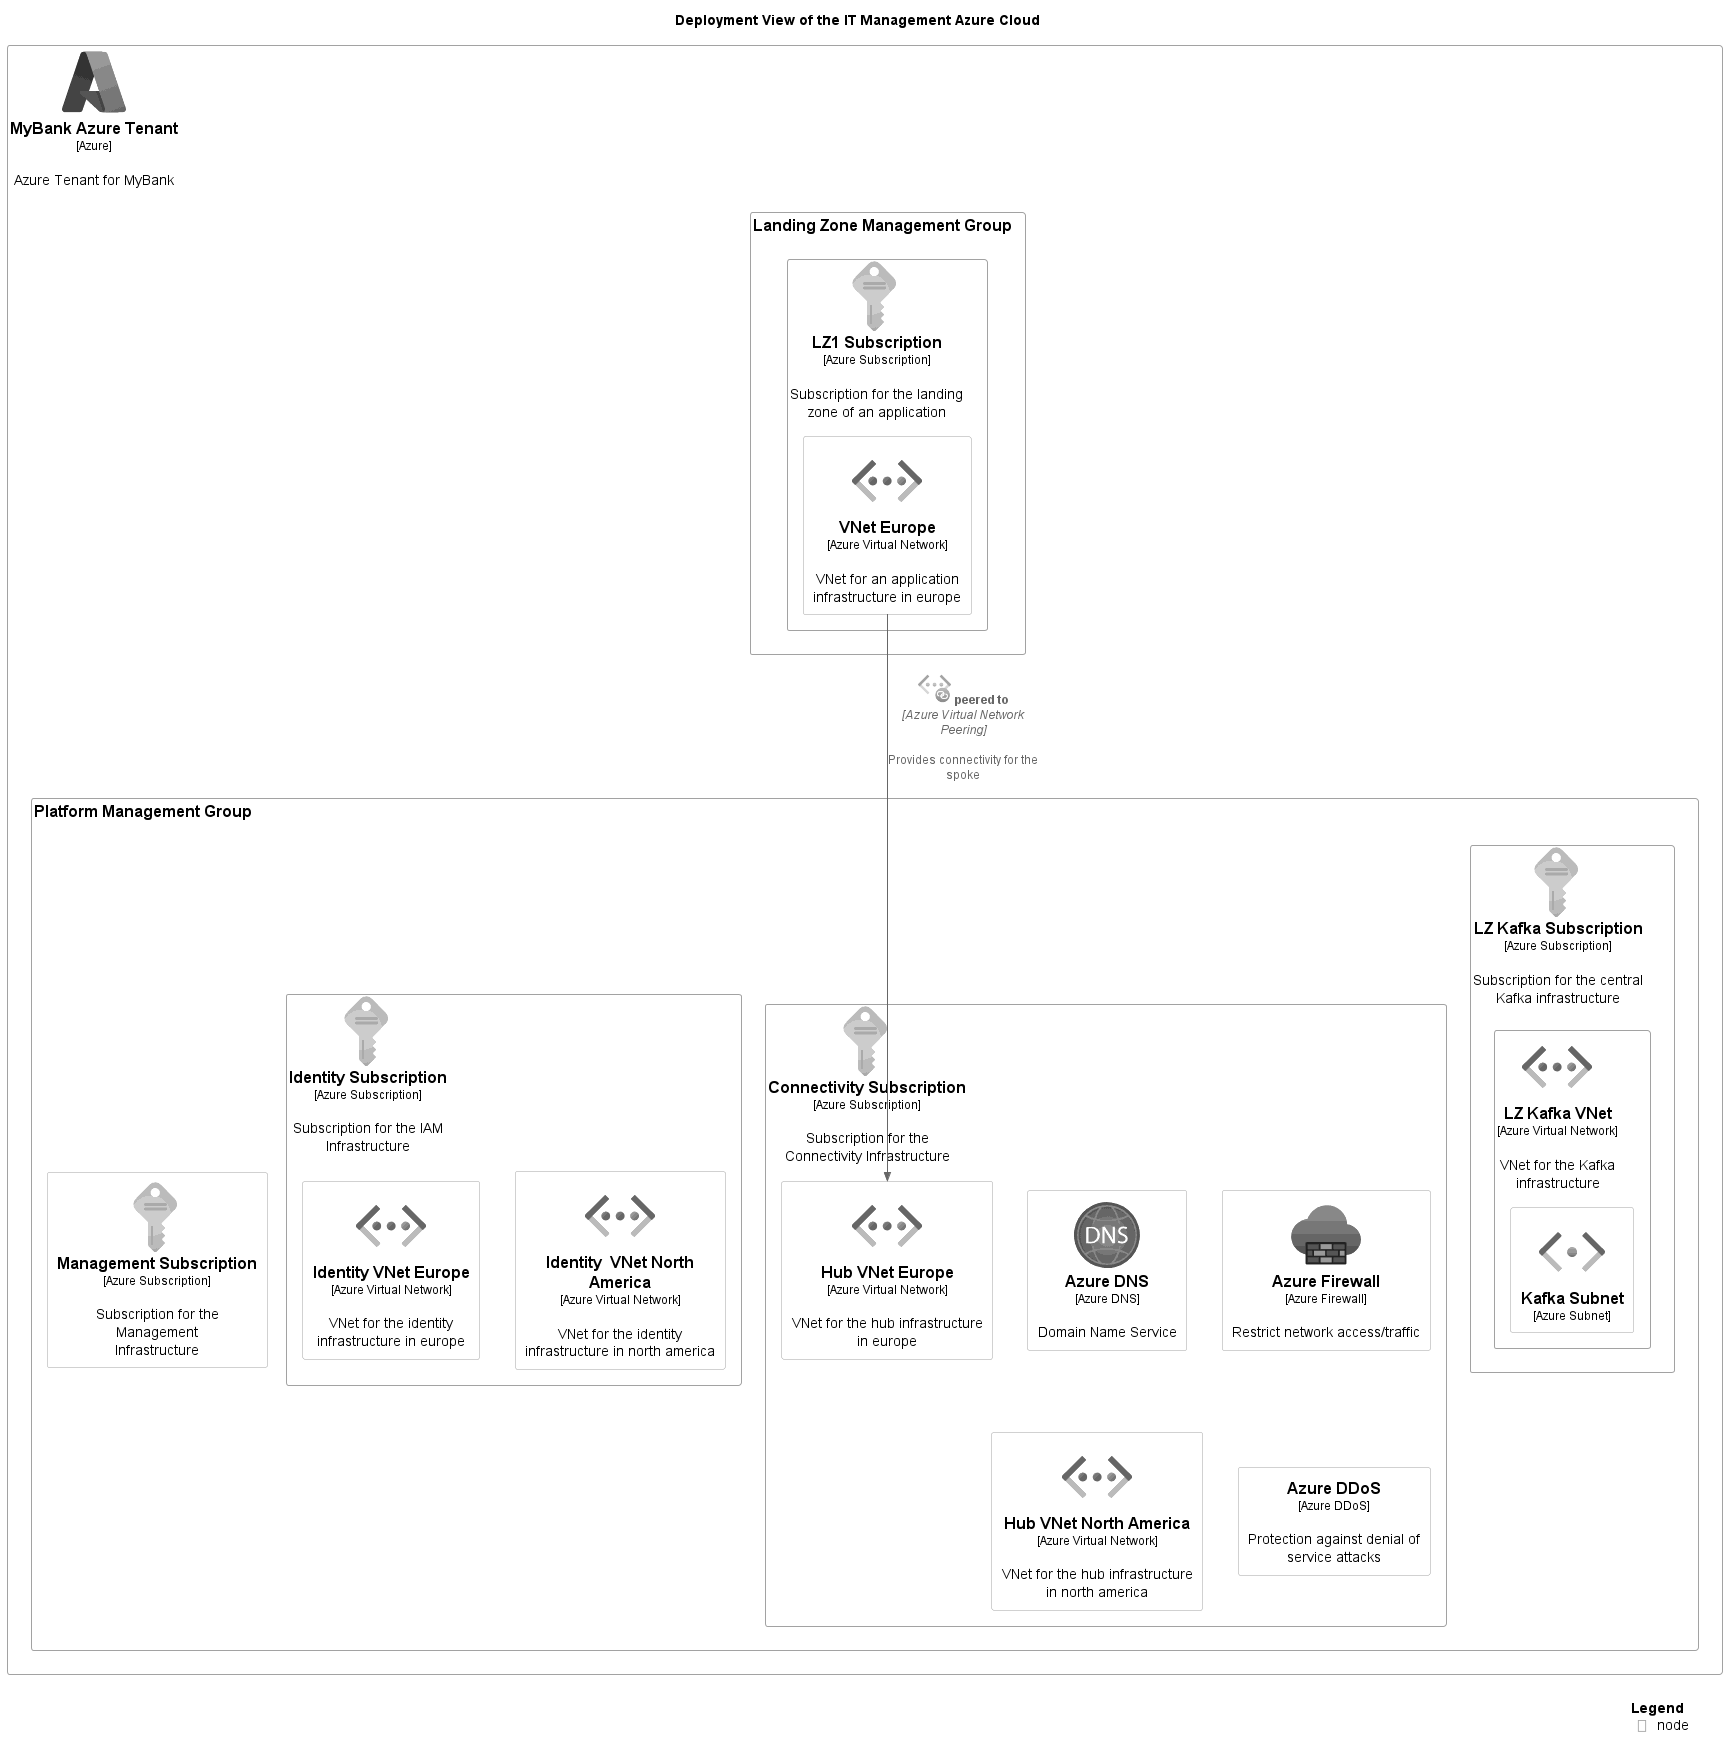 Deployment View of the IT Management Azure Cloud
MyBank Azure Tenant
[Azure]
Azure Tenant for MyBank
Landing Zone Management Group
LZ1 Subscription
[Azure Subscription]
Subscription for the landing
zone of an application
VNet Europe
[Azure Virtual Network]
VNet for an application
infrastructure in europe
peered to
[Azure Virtual Network
Peering]
Provides connectivity for the
spoke
Platform Management Group
Management Subscription
[Azure Subscription]
Subscription for the
Management
Infrastructure
Identity Subscription
[Azure Subscription]
Subscription for the IAM
Infrastructure
Identity VNet Europe
[Azure Virtual Network]
VNet for the identity
infrastructure in europe
Identity  VNet North
America
[Azure Virtual Network]
VNet for the identity
infrastructure in north america
Connectivity Subscription
[Azure Subscription]
Subscription for the
Connectivity Infrastructure
Hub VNet Europe
[Azure Virtual Network]
VNet for the hub infrastructure
in europe
DNS
Azure DNS
[Azure DNS]
Domain Name Service
Azure Firewall
[Azure Firewall]
Restrict network access/traffic
Hub VNet North America
[Azure Virtual Network]
VNet for the hub infrastructure
in north america
Azure DDoS
[Azure DDoS]
Protection against denial of
service attacks
LZ Kafka Subscription
[Azure Subscription]
Subscription for the central
Kafka infrastructure
LZ Kafka VNet
[Azure Virtual Network]
VNet for the Kafka
infrastructure
Kafka Subnet
[Azure Subnet]
Legend
node